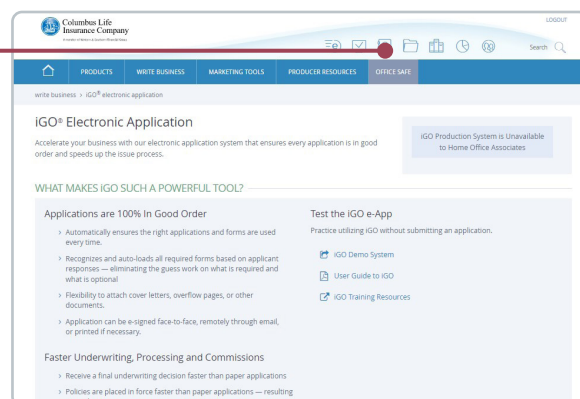 LOGOUT
Columbus Life
Insurance Company
Search
PRODUCTS WRITE BUSINESS MARKETING TOOLS PRODUCER RESOURCES OFFICE SAFE
write business > iGO® electronic application
iGO® Electronic Application
Accelerate your business with our electronic application system that ensures every application is in good
order and speeds up the issue process.
iGO Production System is Unavailable
to Home Office Associates
WHAT MAKES iGO SUCH A POWERFUL TOOL?
Applications are 100% In Good Order
> Automatically ensures the right applications and forms are used
every time.
> Recognizes and auto-loads all required forms based on applicant
responses — eliminating the guess work on what is required and
what is optional
> Flexibility to attach cover letters, overflow pages, or other
documents.
> Application can be e-signed face-to-face, remotely through email,
or printed if necessary.
Faster Underwriting, Processing and Commissions
> Receive a final underwriting decision faster than paper applications
> Policies are placed in force faster than paper applications — resulting
Test the iGO e-App
Practice utilizing iGO without submitting an application.
iGO Demo System
User Guide to iGO
iGO Training Resources